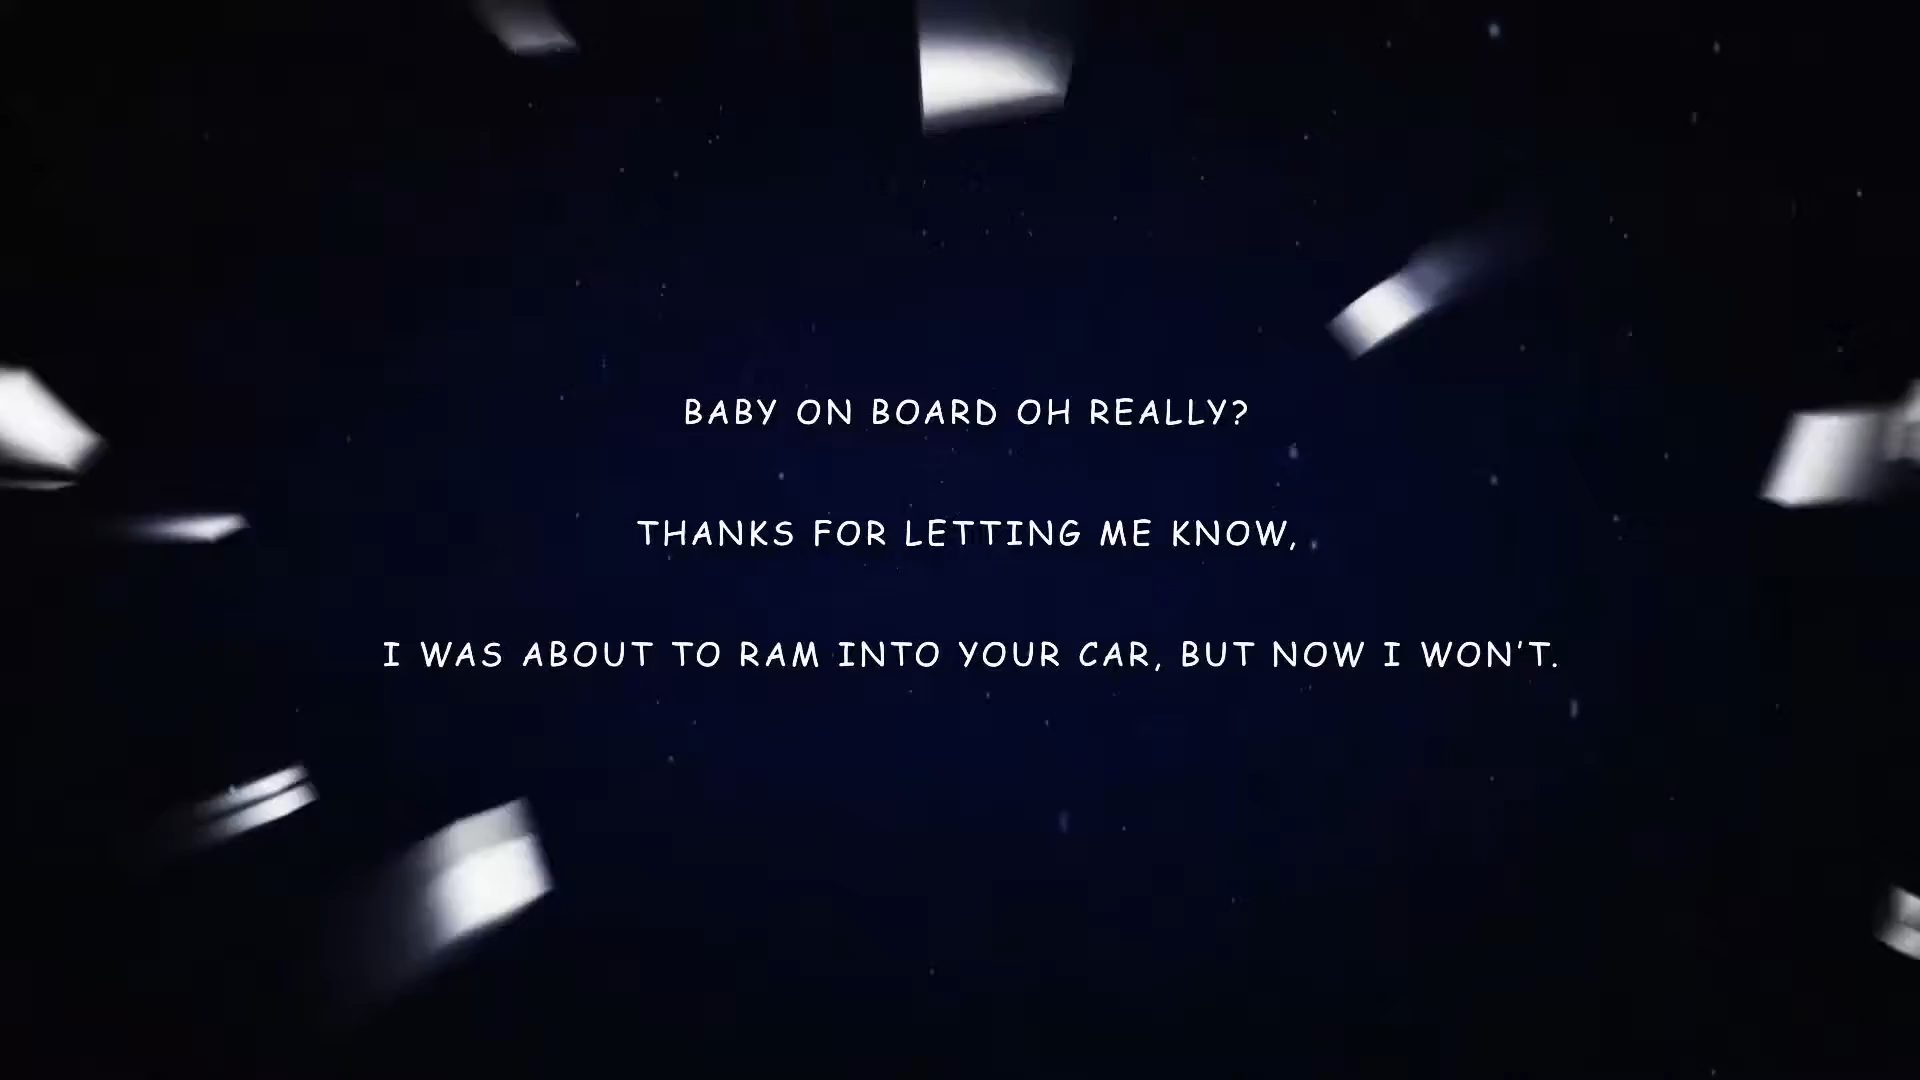 BABY ON BOARD OH REALLY?
THANKS FOR LETTING ME KNOW,
I WAS ABOUT TO RAM INTO YOUR CAR, BUT NOW I WON'T.